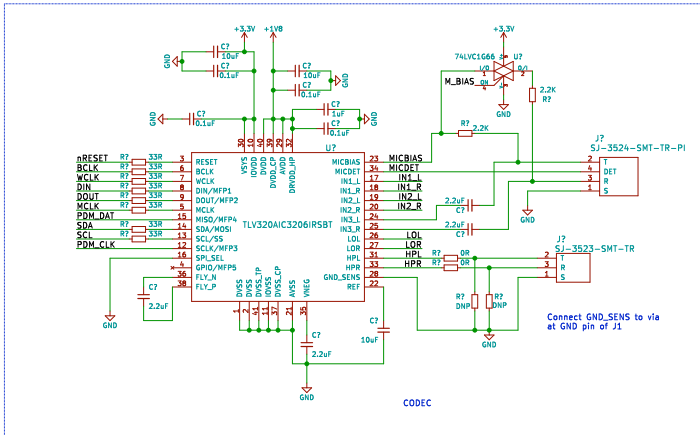 +3.3V
+1V8
+3.3V
C?
10uF
C?
0.1uF
GND
C?
10uF
C?
0.1uF
GND
74LVC1G66
U?
M_BIAS
GND
2.2K
R?
C?
0.1uF
GND
C?
1uF
C?
0.1uF
GND
R?
2.2K
30 10 40 39 29 32
VSYS
IOVDD
DVDD
DVDD_CP
AVDD
DRVDD_HP
U?
J?
SJ-3524-SMT-TR-PI
nRESET R? 33R 3 RESET
BCLK R? 33R 6 BCLK
WCLK R? 33R 7 WCLK
DIN R? 33R 8 DIN/MFP1
DOUT R? 33R 9 DOUT/MFP2
MCLK R? 33R 5 MCLK
PDM_DAT 15 MISO/MFP4
SDA R? 33R 14 SDA/MOSI
SCL R? 33R 13 SCL/SS
PDM_CLK 12 SCLK/MFP3
16 SPI_SEL
4 GPIO/MFP5
36 FLY_N
38 FLY_P
TLV320AIC3206IRSBT
MICBIAS 23 MICBIAS
MICDET 34 MICDET
IN1_L 17 IN1_L
IN1_R 18 IN1_R
IN2_L 19 IN2_L
IN2_R 20 IN2_R
IN3_L 24
IN3_R 25
LOL 26 LOL
LOR 27 LOR
HPL 31 HPL R? 0R
HPR 33 HPR R? 0R
GND_SENS 28
REF 22
2.2uF
C?
2.2uF
C?
2 T
4 DET
3 R
1 S
GND
J?
SJ-3523-SMT-TR
2 T
3 R
1 S
R?
DNP
R?
DNP
GND
Connect GND_SENS to via
at GND pin of J1
C?
2.2uF
GND
DVSS
DVSS
DVSS_TP
IOVSS
DVSS_CP
AVSS
VNEG
1 2 41 11 37 21 35
C?
2.2uF
C?
10uF
GND
CODEC